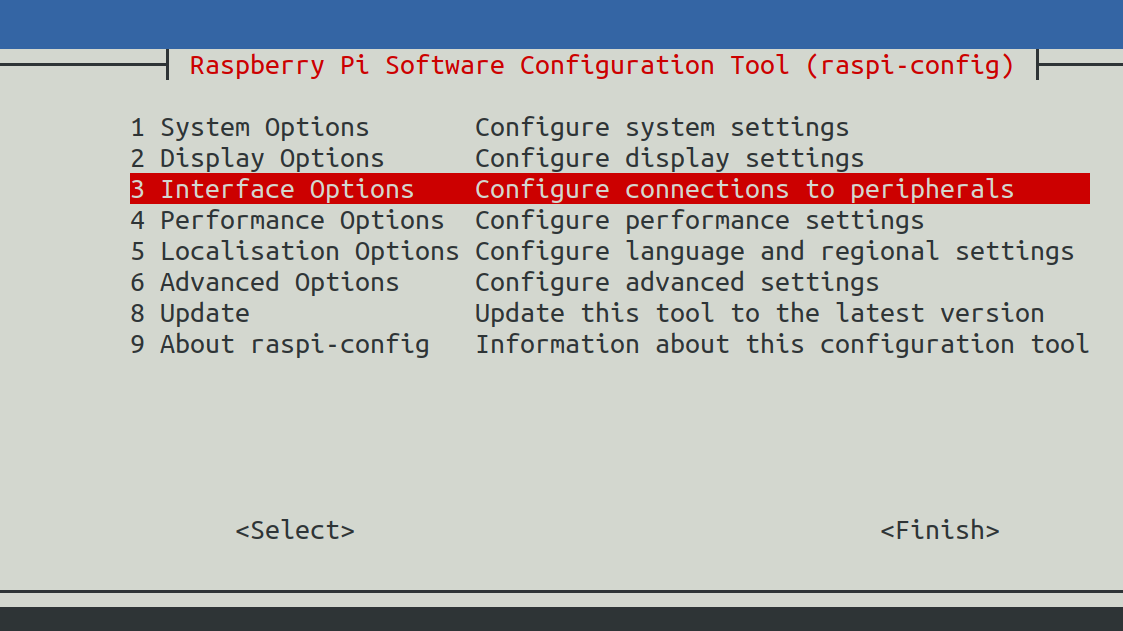 Raspberry Pi Software Configuration Tool (raspi-config)
1 System Options Configure system settings
2 Display Options Configure display settings
3 Interface Options Configure connections to peripherals
4 Performance Options Configure performance settings
5 Localisation Options Configure language and regional settings
6 Advanced Options Configure advanced settings
8 Update Update this tool to the latest version
9 About raspi-config Information about this configuration tool
<Select> <Finish>